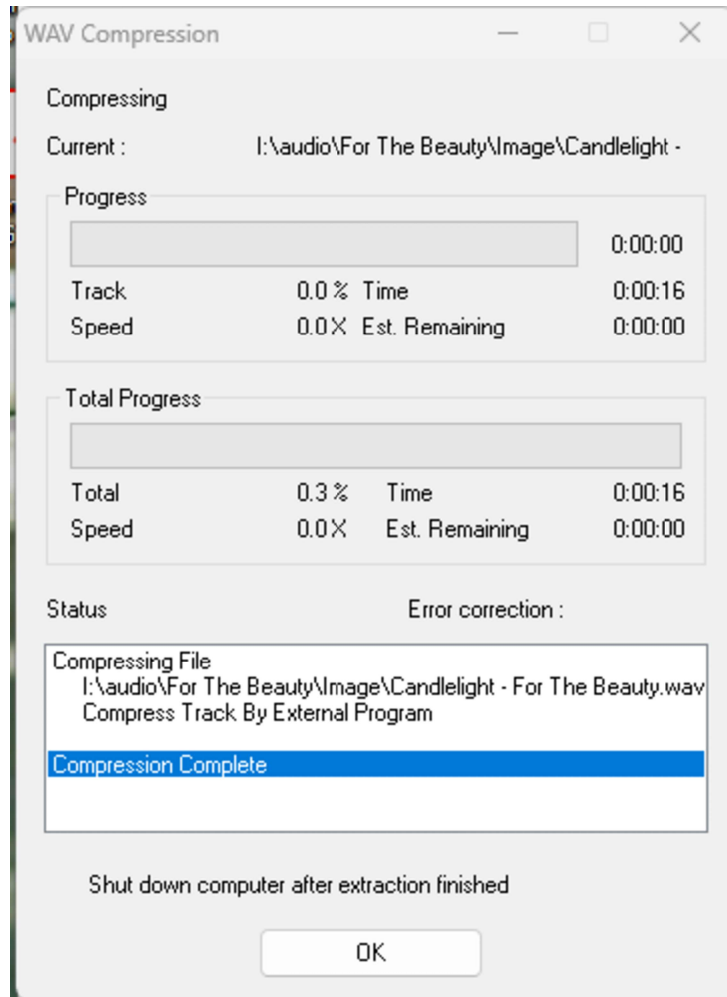 WAV Compression
Compressing
Current : I:\audio\For The Beauty\Image\Candlelight -
Progress
0:00:00
Track 0.0 % Time 0:00:16
Speed 0.0 X Est. Remaining 0:00:00
Total Progress
Total 0.3 % Time 0:00:16
Speed 0.0 X Est. Remaining 0:00:00
Status Error correction :
Compressing File
I:\audio\For The Beauty\Image\Candlelight - For The Beauty.wav
Compress Track By External Program
Compression Complete
Shut down computer after extraction finished
OK